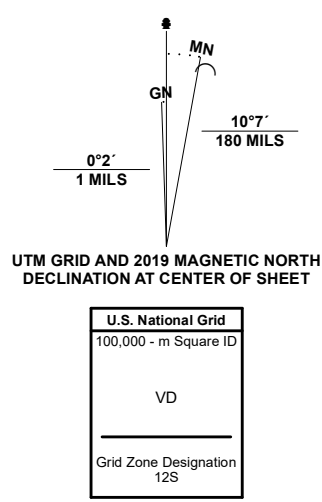 MN
GN
10°7´
180 MILS
0°2´
1 MILS
UTM GRID AND 2019 MAGNETIC NORTH
DECLINATION AT CENTER OF SHEET
U.S. National Grid
100,000 - m Square ID
VD
Grid Zone Designation
12S